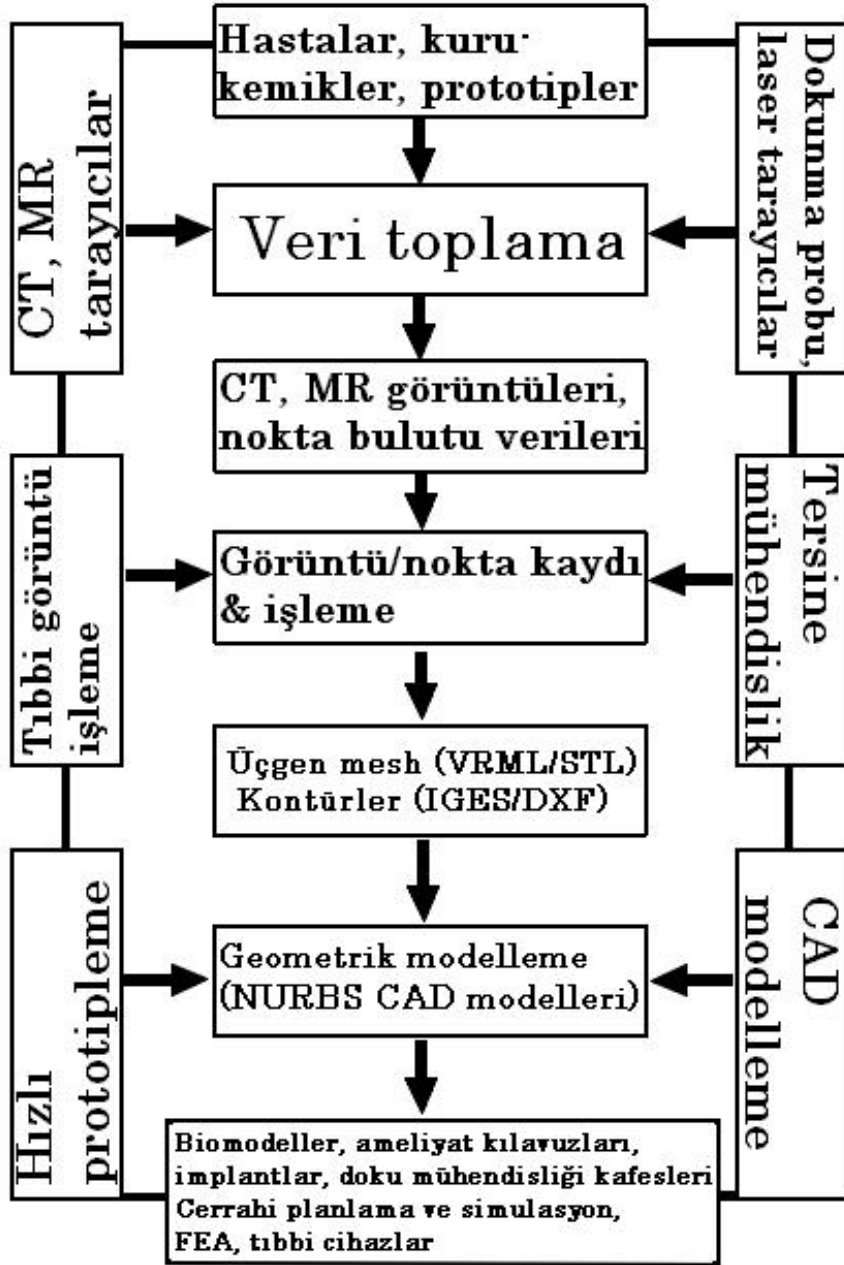 Hastalar, kuru-
kemikler, prototipler
CT, MR
tarayıcılar
Dokunma probu,
laser tarayıcılar
Veri toplama
CT, MR görüntüleri,
nokta bulutu verileri
Tıbbi görüntü
işleme
Tersine
mühendislik
Görüntü/nokta kaydı
& işleme
Üçgen mesh (VRML/STL)
Kontürler (IGES/DXF)
Hızlı
prototipleme
CAD
modelleme
Geometrik modelleme
(NURBS CAD modelleri)
Biomodeller, ameliyat kılavuzları,
implantlar, doku mühendisliği kafesleri
Cerrahi planlama ve simulasyon,
FEA, tıbbi cihazlar